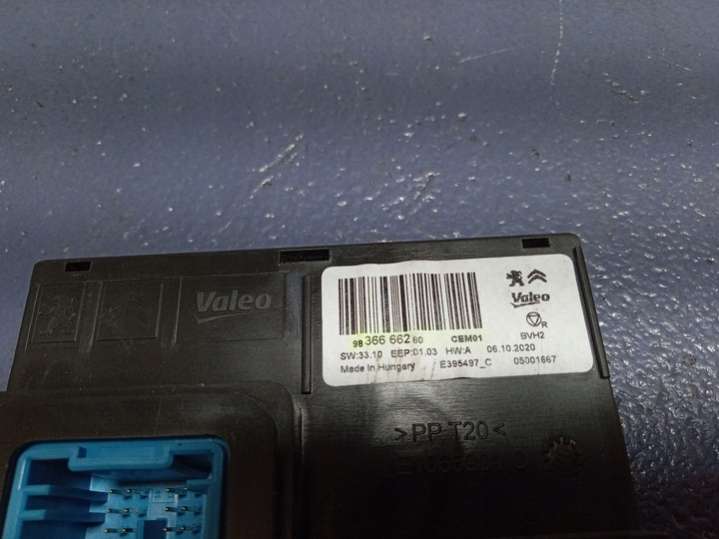 Valeo
Valeo
R
98 366 662 80 CEM01 BVH2
SW:33.10 EEP:01.03 HW:A 06.10.2020
Made in Hungary E395497_C 05001667
>PP T20<